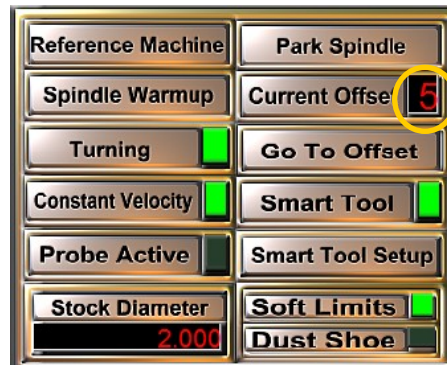 Reference Machine
Park Spindle
Spindle Warmup
Current Offset 5
Turning
Go To Offset
Constant Velocity
Smart Tool
Probe Active
Smart Tool Setup
Stock Diameter
2.000
Soft Limits
Dust Shoe